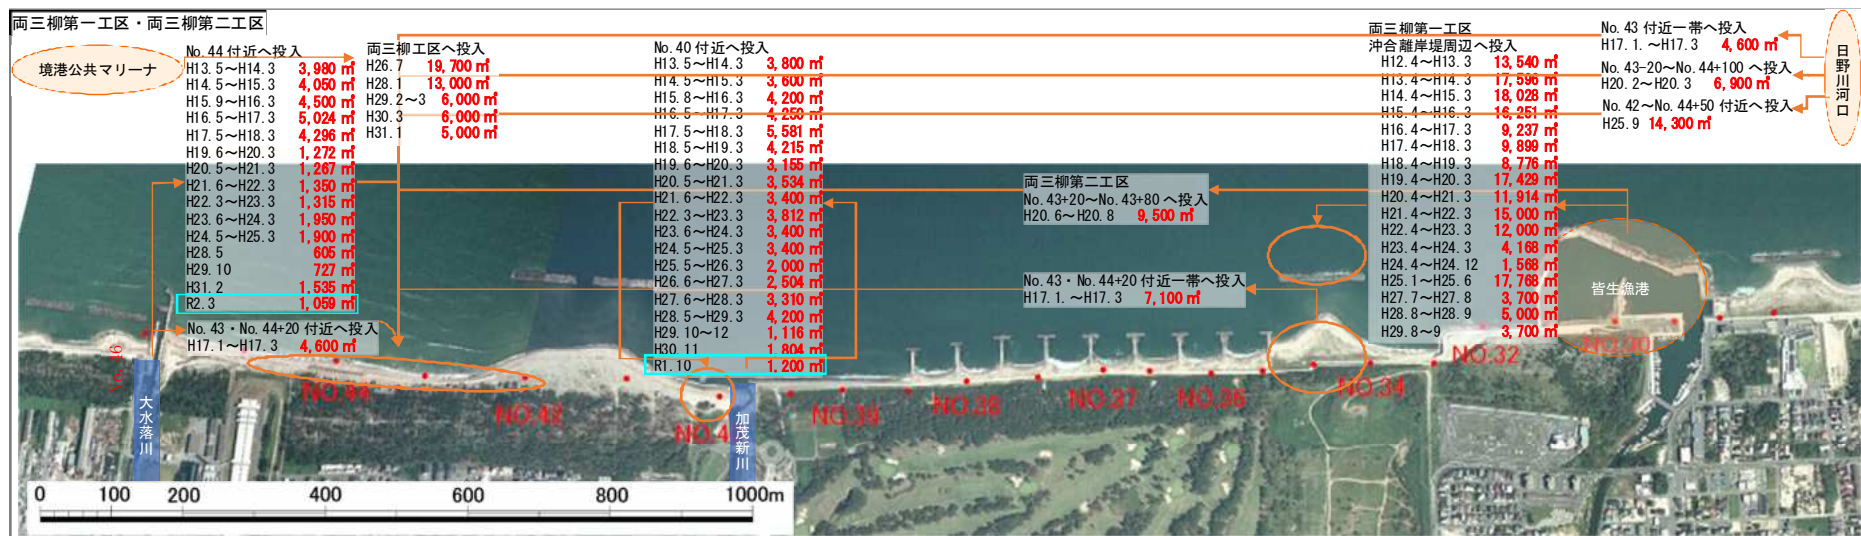 両三柳第一工区・両三柳第二工区
境港公共マリーナ
No.44 付近へ投入
H13.5～H14.3 3,980 ㎥
H14.5～H15.3 4,050 ㎥
H15.9～H16.3 4,500 ㎥
H16.5～H17.3 5,024 ㎥
H17.5～H18.3 4,296 ㎥
H19.6～H20.3 1,272 ㎥
H20.5～H21.3 1,267 ㎥
H21.6～H22.3 1,350 ㎥
H22.3～H23.3 1,315 ㎥
H23.6～H24.3 1,950 ㎥
H24.5～H25.3 1,900 ㎥
H28.5 605 ㎥
H29.10 727 ㎥
H31.2 1,535 ㎥
R2.3 1,059 ㎥
No.43・No.44+20 付近へ投入
H17.1～H17.3 4,600 ㎥
両三柳工区へ投入
H26.7 19,700 ㎥
H28.1 13,000 ㎥
H29.2～3 6,000 ㎥
H30.3 6,000 ㎥
H31.1 5,000 ㎥
No.40 付近へ投入
H13.5～H14.3 3,800 ㎥
H14.5～H15.3 3,600 ㎥
H15.8～H16.3 4,200 ㎥
H16.5～H17.3 4,250 ㎥
H17.5～H18.3 5,581 ㎥
H18.5～H19.3 4,215 ㎥
H19.6～H20.3 3,155 ㎥
H20.5～H21.3 3,534 ㎥
H21.6～H22.3 3,400 ㎥
H22.3～H23.3 3,812 ㎥
H23.6～H24.3 3,400 ㎥
H24.5～H25.3 3,400 ㎥
H25.5～H26.3 2,000 ㎥
H26.6～H27.3 2,504 ㎥
H27.6～H28.3 3,310 ㎥
H28.5～H29.3 4,200 ㎥
H29.10～12 1,116 ㎥
H30.11 1,804 ㎥
R1.10 1,200 ㎥
両三柳第二工区
No.43+20～No.43+80 へ投入
H20.6～H20.8 9,500 ㎥
No.43・No.44+20 付近一帯へ投入
H17.1.～H17.3 7,100 ㎥
両三柳第一工区
沖合離岸堤周辺へ投入
H12.4～H13.3 13,540 ㎥
H13.4～H14.3 17,596 ㎥
H14.4～H15.3 18,028 ㎥
H15.4～H16.3 16,251 ㎥
H16.4～H17.3 9,237 ㎥
H17.4～H18.3 9,899 ㎥
H18.4～H19.3 8,776 ㎥
H19.4～H20.3 17,429 ㎥
H20.4～H21.3 11,914 ㎥
H21.4～H22.3 15,000 ㎥
H22.4～H23.3 12,000 ㎥
H23.4～H24.3 4,168 ㎥
H24.4～H24.12 1,568 ㎥
H25.1～H25.6 17,768 ㎥
H27.7～H27.8 3,700 ㎥
H28.8～H28.9 5,000 ㎥
H29.8～9 3,700 ㎥
No.43 付近一帯へ投入
H17.1.～H17.3 4,600 ㎥
No.43-20～No.44+100 へ投入
H20.2～H20.3 6,900 ㎥
No.42～No.44+50 付近へ投入
H25.9 14,300 ㎥
日野川河口
皆生漁港
大水落川
加茂新川
No.46
NO.44
NO.42
NO.4
NO.39
NO.38
NO.37
NO.36
NO.34
NO.32
NO.30
0 100 200 400 600 800 1000m